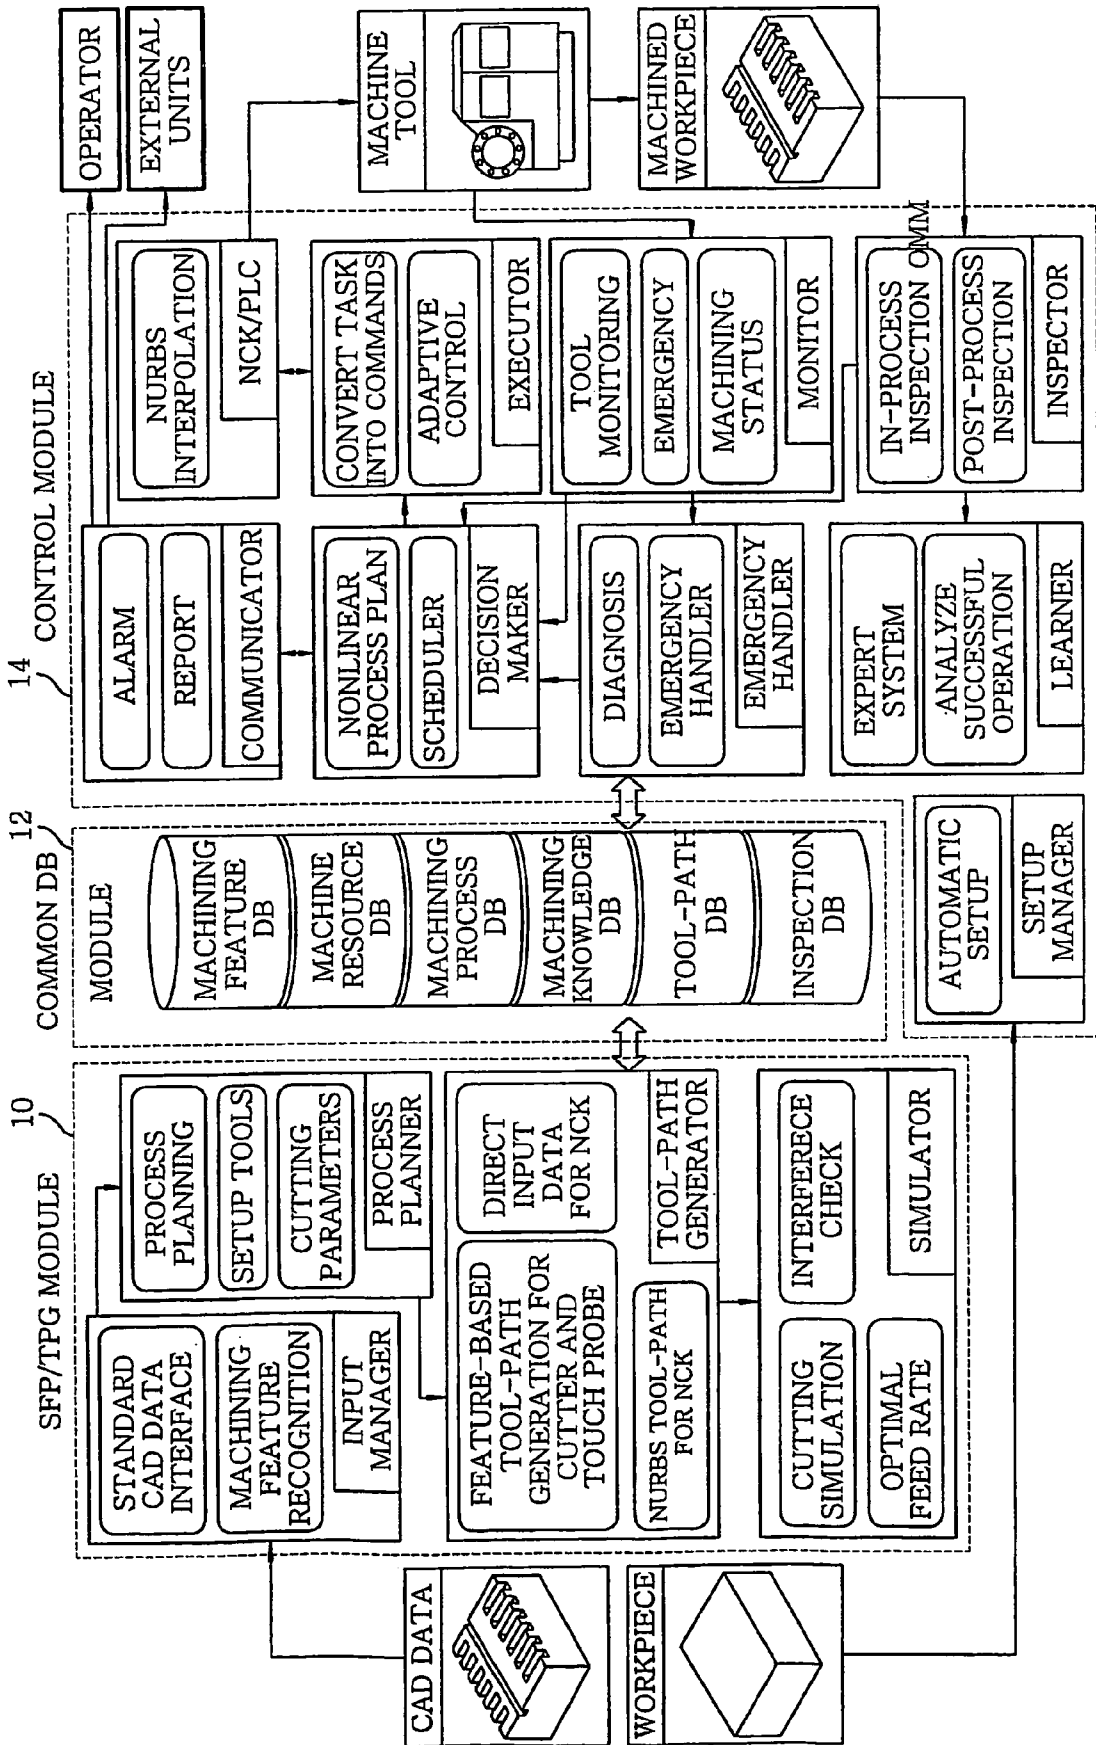 SFP/TPG MODULE
10
STANDARD
CAD DATA
INTERFACE
MACHINING
FEATURE
RECOGNITION
INPUT
MANAGER
PROCESS
PLANNING
SETUP TOOLS
CUTTING
PARAMETERS
PROCESS
PLANNER
FEATURE-BASED
TOOL-PATH
GENERATION FOR
CUTTER AND
TOUCH PROBE
DIRECT
INPUT
DATA
FOR NCK
NURBS TOOL-PATH
FOR NCK
TOOL-PATH
GENERATOR
CUTTING
SIMULATION
INTERFERECE
CHECK
OPTIMAL
FEED RATE
SIMULATOR
CAD DATA
WORKPIECE
COMMON DB
MODULE
12
MACHINING
FEATURE
DB
MACHINE
RESOURCE
DB
MACHINING
PROCESS
DB
MACHINING
KNOWLEDGE
DB
TOOL-PATH
DB
INSPECTION
DB
AUTOMATIC
SETUP
SETUP
MANAGER
14
CONTROL MODULE
ALARM
REPORT
COMMUNICATOR
NURBS
INTERPOLATION
NCK/PLC
NONLINEAR
PROCESS PLAN
SCHEDULER
DECISION
MAKER
CONVERT TASK
INTO COMMANDS
ADAPTIVE
CONTROL
EXECUTOR
DIAGNOSIS
EMERGENCY
HANDLER
EMERGENCY
HANDLER
TOOL
MONITORING
EMERGENCY
MACHINING
STATUS
MONITOR
EXPERT
SYSTEM
ANALYZE
SUCCESSFUL
OPERATION
LEARNER
IN-PROCESS
INSPECTION OMM
POST-PROCESS
INSPECTION
INSPECTOR
OPERATOR
EXTERNAL
UNITS
MACHINE
TOOL
MACHINED
WORKPIECE